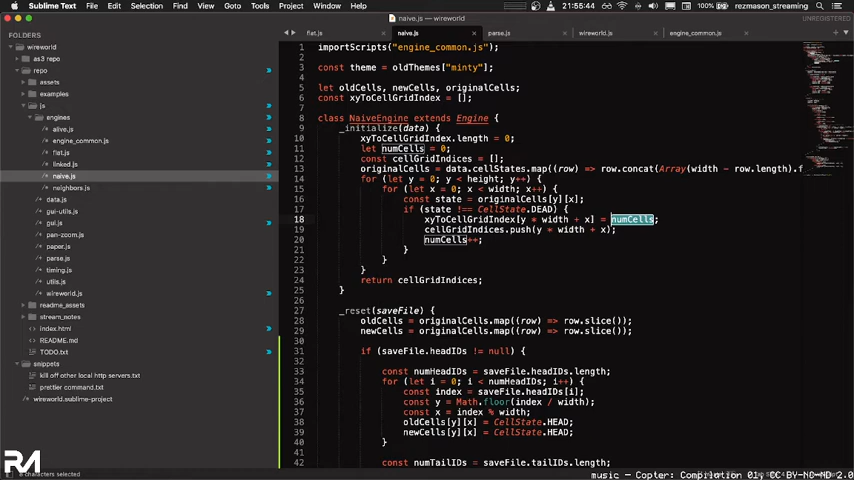 Sublime Text File Edit Selection Find View Goto Tools Project Window Help
100% 21:55:44 rezmason_streaming
naive.js — wireworld
UNREGISTERED
FOLDERS
wireworld
as3 repo
repo
assets
examples
js
engines
alive.js
engine_common.js
flat.js
linked.js
naive.js
neighbors.js
data.js
gui-utils.js
gui.js
pan-zoom.js
paper.js
parse.js
timing.js
utils.js
wireworld.js
readme_assets
stream_notes
index.html
README.md
TODO.txt
snippets
kill off other local http servers.txt
prettier command.txt
wireworld.sublime-project
flat.js naive.js parse.js wireworld.js engine_common.js
1 importScripts("engine_common.js");
2
3 const theme = oldThemes["minty"];
4
5 let oldCells, newCells, originalCells;
6 const xyToCellGridIndex = [];
7
8 class NaiveEngine extends Engine {
9 _initialize(data) {
10 xyToCellGridIndex.length = 0;
11 let numCells = 0;
12 const cellGridIndices = [];
13 originalCells = data.cellStates.map((row) => row.concat(Array(width - row.length).f
14 for (let y = 0; y < height; y++) {
15 for (let x = 0; x < width; x++) {
16 const state = originalCells[y][x];
17 if (state !== CellState.DEAD) {
18 xyToCellGridIndex[y * width + x] = numCells;
19 cellGridIndices.push(y * width + x);
20 numCells++;
21 }
22 }
23 }
24 return cellGridIndices;
25 }
26
27 _reset(saveFile) {
28 oldCells = originalCells.map((row) => row.slice());
29 newCells = originalCells.map((row) => row.slice());
30
31 if (saveFile.headIDs != null) {
32
33 const numHeadIDs = saveFile.headIDs.length;
34 for (let i = 0; i < numHeadIDs; i++) {
35 const index = saveFile.headIDs[i];
36 const y = Math.floor(index / width);
37 const x = index % width;
38 oldCells[y][x] = CellState.HEAD;
39 newCells[y][x] = CellState.HEAD;
40 }
41
42 const numTailIDs = saveFile.tailIDs.length;
characters selected
music - Copter: Compilation 01, CC BY-NC-ND 2.0
RM